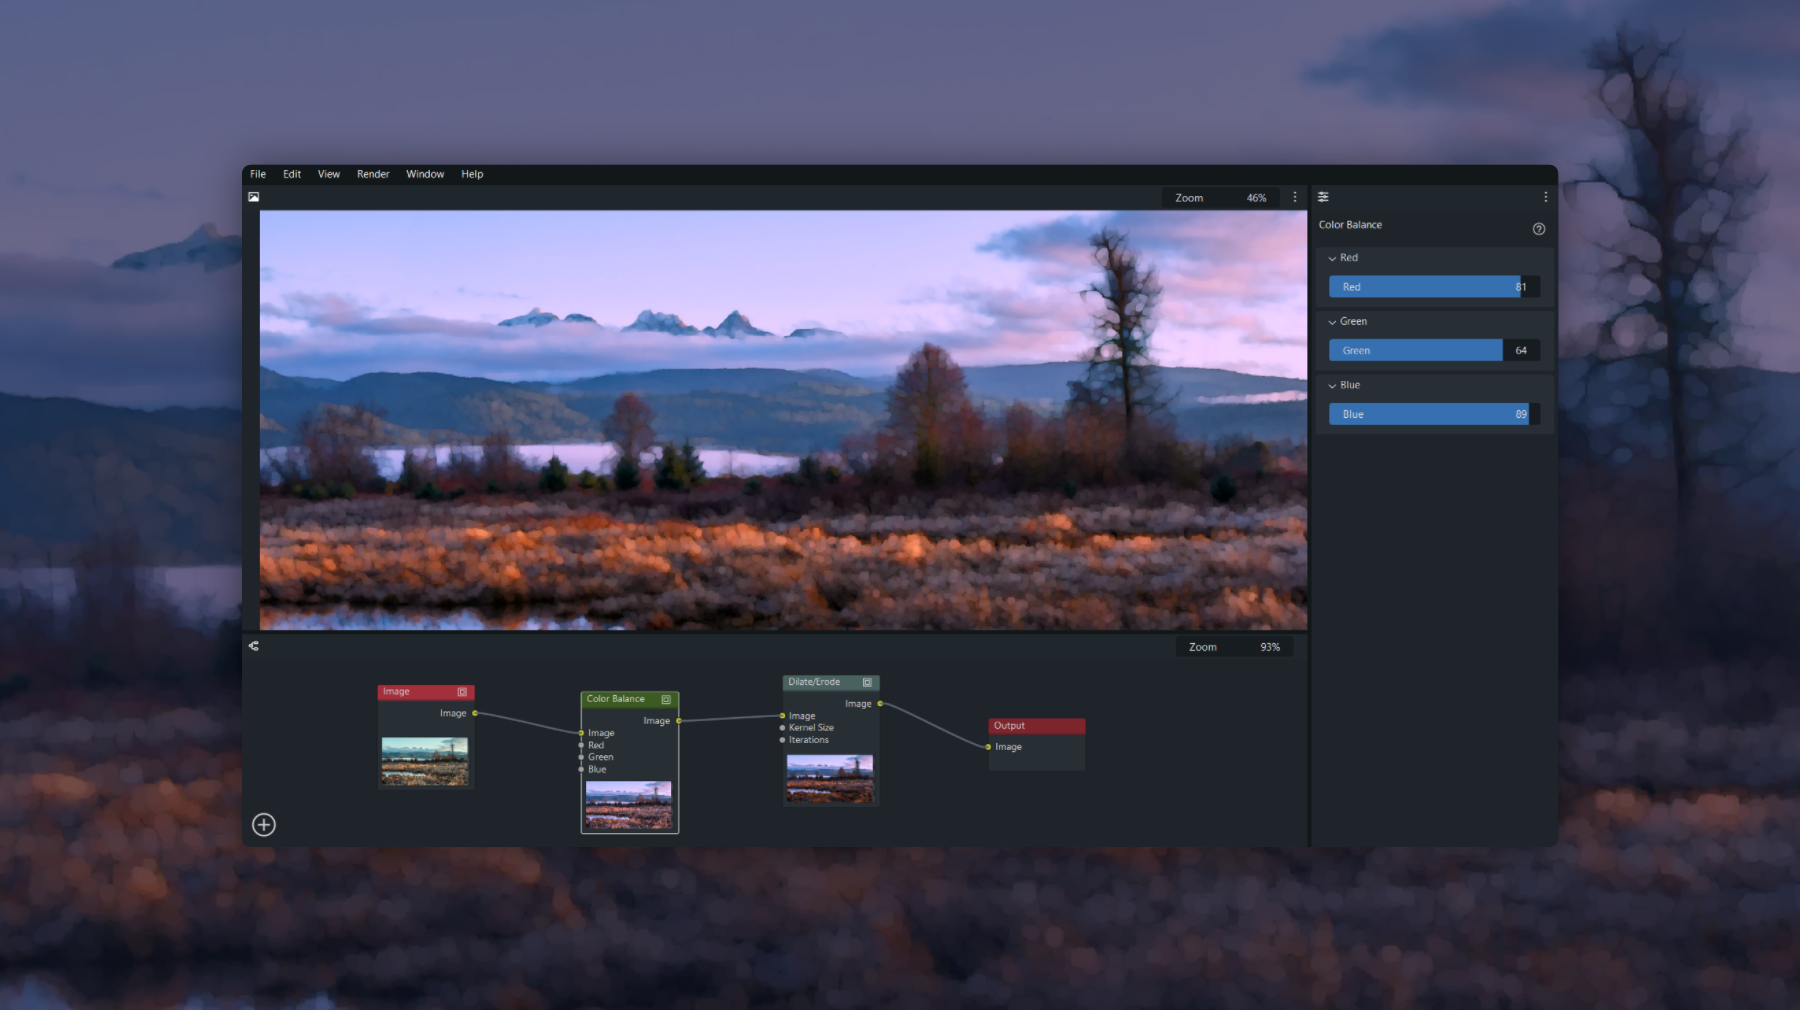 File Edit View Render Window Help
Zoom 46%
Color Balance
Red
Red 81
Green
Green 64
Blue
Blue 89
Zoom 93%
Image
Image
Color Balance
Image
Image
Red
Green
Blue
Dilate/Erode
Image
Image
Kernel Size
Iterations
Output
Image